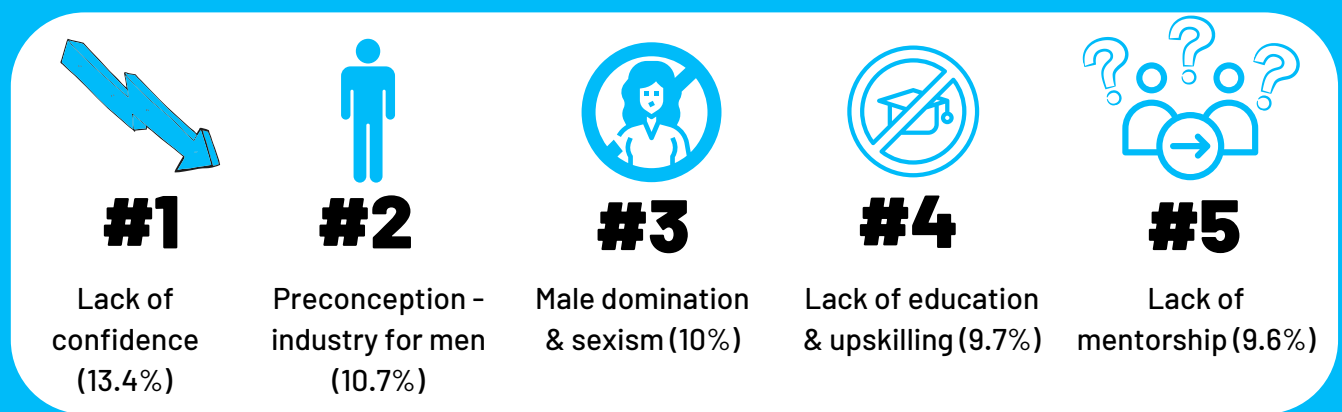 #1
Lack of
confidence
(13.4%)
#2
Preconception -
industry for men
(10.7%)
#3
Male domination
& sexism (10%)
#4
Lack of education
& upskilling (9.7%)
? ? ?
#5
Lack of
mentorship (9.6%)